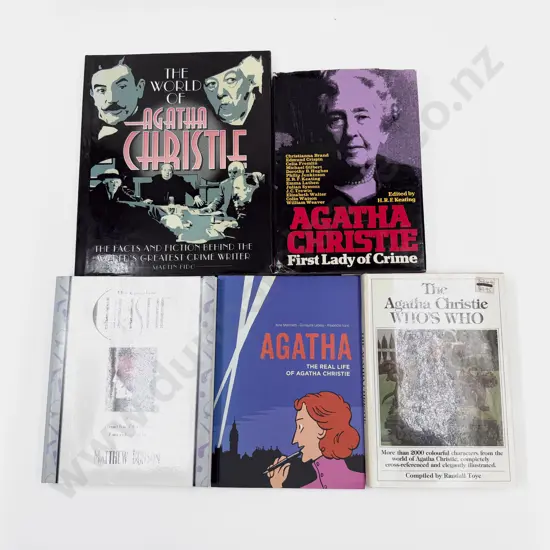 THE
WORLD
OF
AGATHA
CHRISTIE
THE FACTS AND FICTION BEHIND THE
WORLD'S GREATEST CRIME WRITER
MARTIN FIDO
Christianna Brand
Edmund Crispin
Celia Fremlin
Michael Gilbert
Dorothy B. Hughes
Philip Jenkinson
H.R.F. Keating
Emma Lathen
Julian Symons
J.C. Trewin
Elizabeth Walter
Colin Watson
William Weaver
Edited by
H.R.F. Keating
AGATHA
CHRISTIE
First Lady of Crime
CHRISTIE
MATTHEW BUNSON
AGATHA
THE REAL LIFE
OF AGATHA CHRISTIE
The
Agatha Christie
WHO'S WHO
More than 2000 colourful characters from the
world of Agatha Christie, completely
cross-referenced and elegantly illustrated.
Compiled by Randall Toye